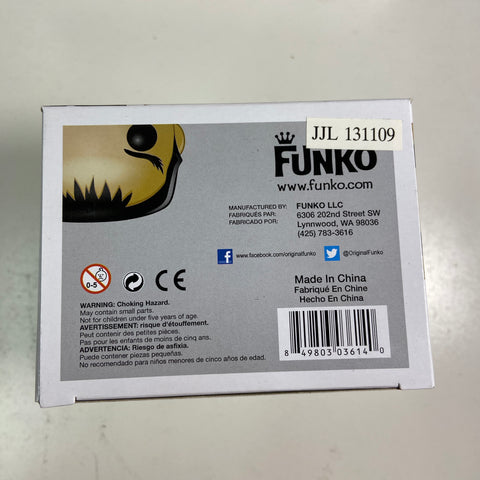 JJL 131109
FUNKO
www.funko.com
MANUFACTURED BY: FUNKO LLC
FABRIQUÉS PAR: 6306 202nd Street SW
FABRICADO POR: Lynnwood, WA 98036
(425) 783-3616
f www.facebook.com/originalfunko @OriginalFunko
0-5 CE
Made In China
Fabriqué En Chine
Hecho En China
WARNING: Choking Hazard.
May contain small parts.
Not for children under five years of age.
AVERTISSEMENT: risque d'étouffement.
Peut contenir des petites pièces.
Pas pour les enfants de moins de cinq ans.
ADVERTENCIA: Riesgo de asfixia.
Puede contener piezas pequeñas.
No recomendado para niños menores de cinco años de edad.
8 49803 03614 0